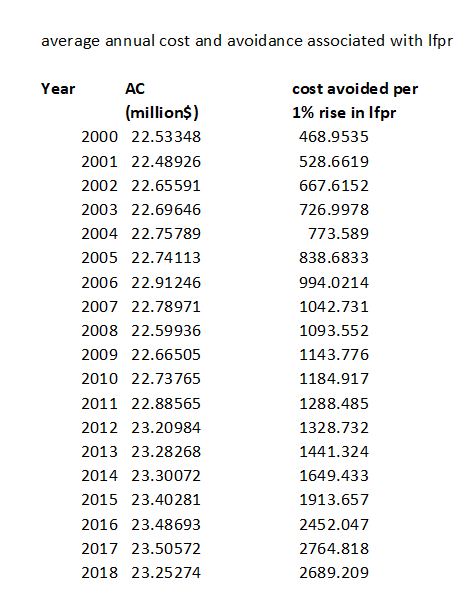 average annual cost and avoidance associated with lfpr
Year AC cost avoided per
(million$) 1% rise in lfpr
2000 22.53348 468.9535
2001 22.48926 528.6619
2002 22.65591 667.6152
2003 22.69646 726.9978
2004 22.75789 773.589
2005 22.74113 838.6833
2006 22.91246 994.0214
2007 22.78971 1042.731
2008 22.59936 1093.552
2009 22.66505 1143.776
2010 22.73765 1184.917
2011 22.88565 1288.485
2012 23.20984 1328.732
2013 23.28268 1441.324
2014 23.30072 1649.433
2015 23.40281 1913.657
2016 23.48693 2452.047
2017 23.50572 2764.818
2018 23.25274 2689.209